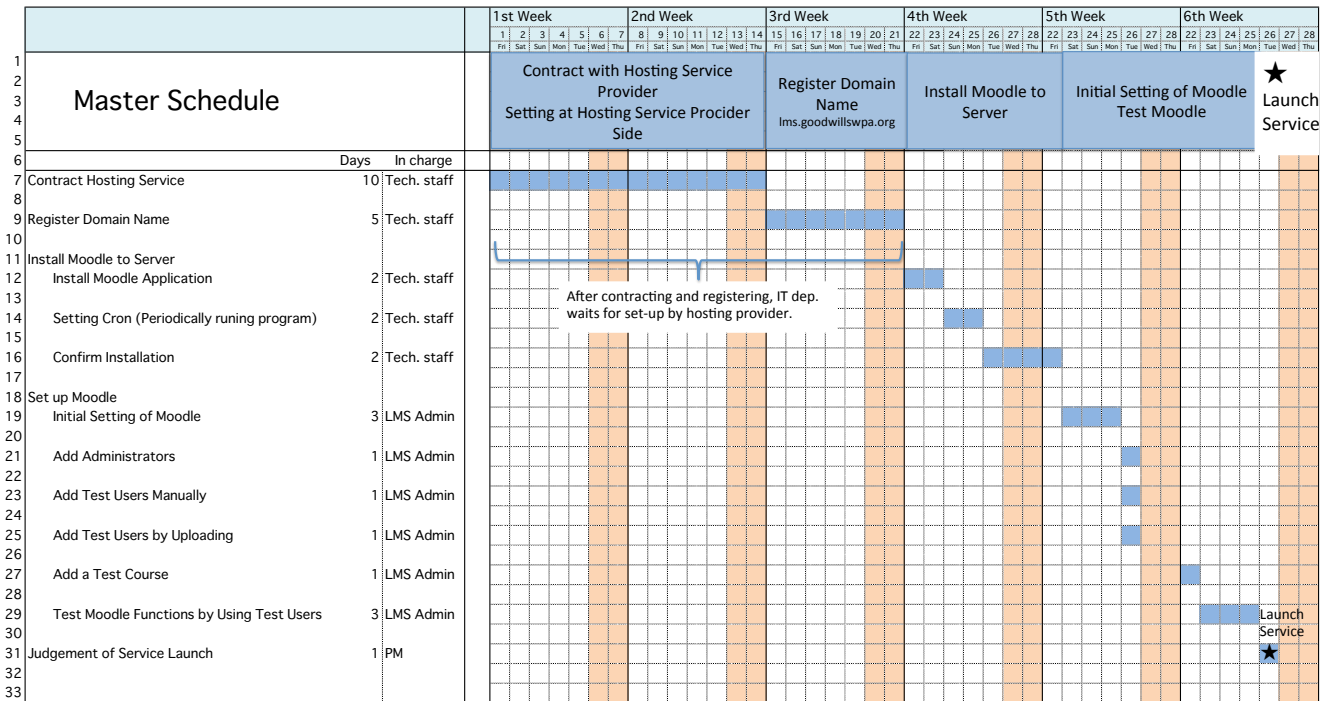 1st Week 2nd Week 3rd Week 4th Week 5th Week 6th Week
1 2 3 4 5 6 7 8 9 10 11 12 13 14 15 16 17 18 19 20 21 22 23 24 25 26 27 28 22 23 24 25 26 27 28 22 23 24 25 26 27 28
Fri Sat Sun Mon Tue Wed Thu Fri Sat Sun Mon Tue Wed Thu Fri Sat Sun Mon Tue Wed Thu Fri Sat Sun Mon Tue Wed Thu Fri Sat Sun Mon Tue Wed Thu Fri Sat Sun Mon Tue Wed Thu
1
2
3
4
5
Master Schedule
Contract with Hosting Service
Provider
Setting at Hosting Service Procider
Side
Register Domain
Name
lms.goodwillswpa.org
Install Moodle to
Server
Initial Setting of Moodle
Test Moodle
★
Launch
Service
6 Days In charge
7 Contract Hosting Service 10 Tech. staff
8
9 Register Domain Name 5 Tech. staff
10
11 Install Moodle to Server
12 Install Moodle Application 2 Tech. staff
After contracting and registering, IT dep.
waits for set-up by hosting provider.
13
14 Setting Cron (Periodically runing program) 2 Tech. staff
15
16 Confirm Installation 2 Tech. staff
17
18 Set up Moodle
19 Initial Setting of Moodle 3 LMS Admin
20
21 Add Administrators 1 LMS Admin
22
23 Add Test Users Manually 1 LMS Admin
24
25 Add Test Users by Uploading 1 LMS Admin
26
27 Add a Test Course 1 LMS Admin
28
29 Test Moodle Functions by Using Test Users 3 LMS Admin
Launch
Service
30
31 Judgement of Service Launch 1 PM ★
32
33